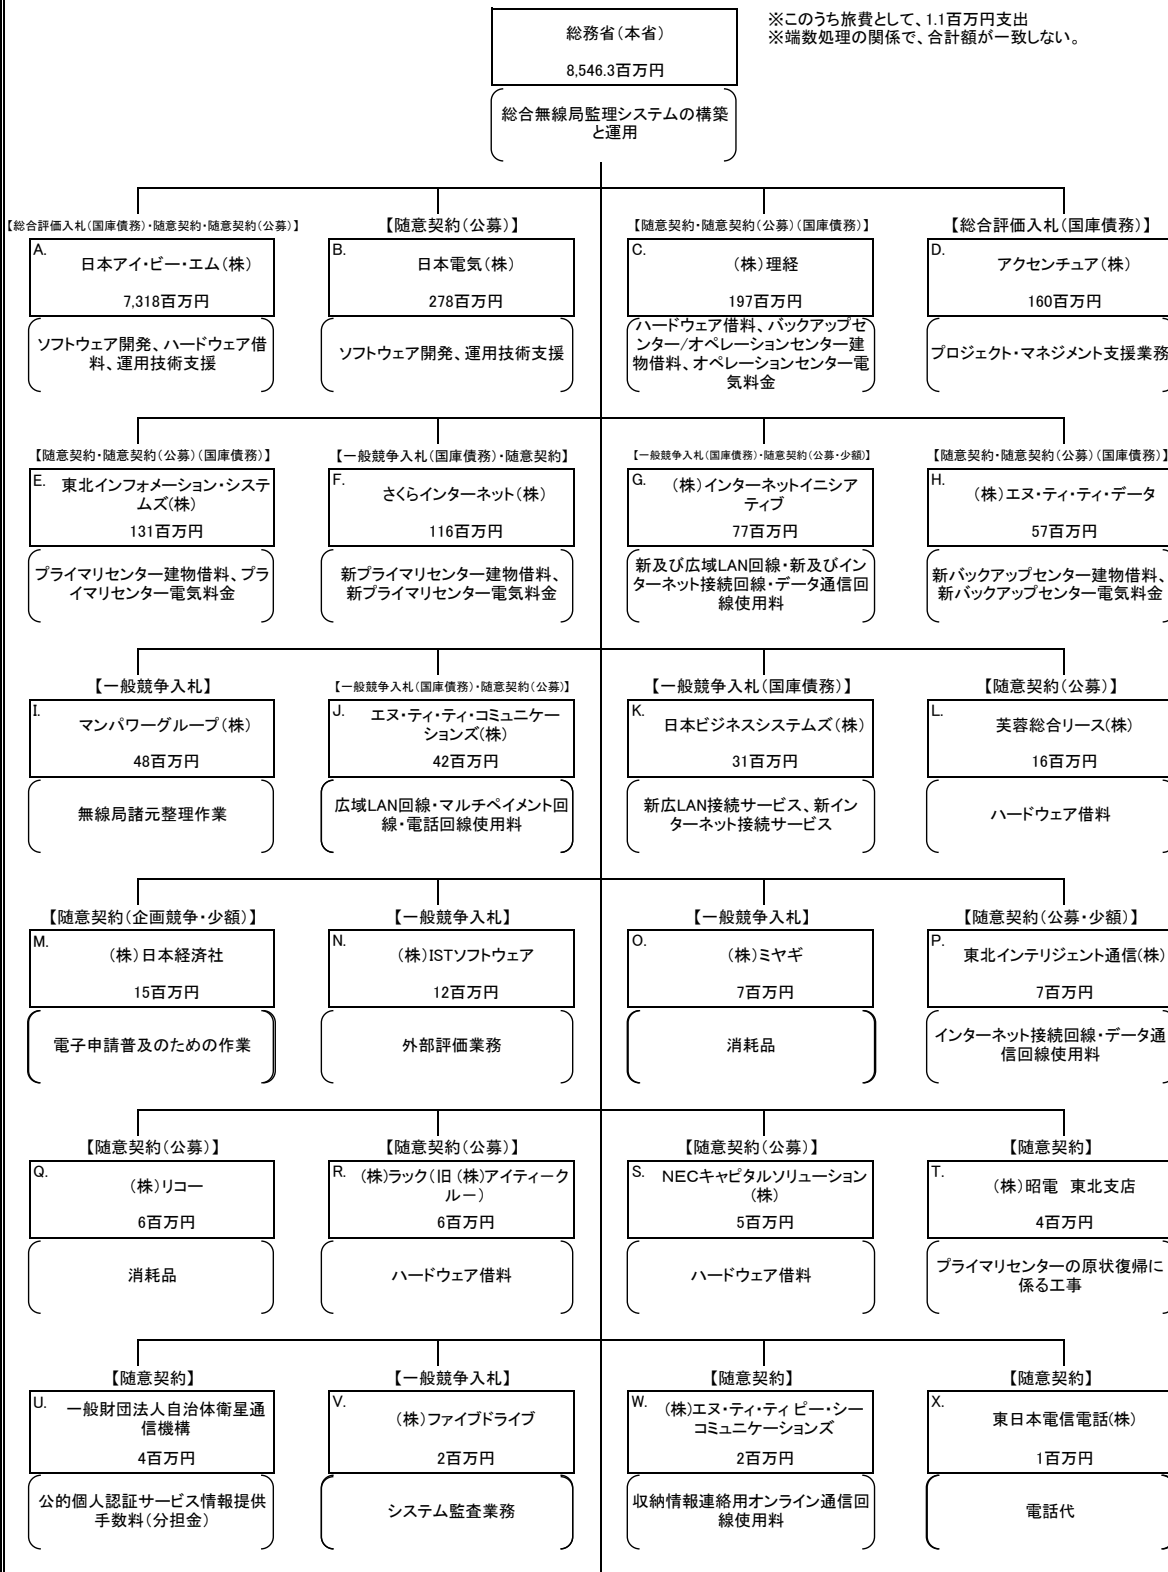 総務省(本省)
8,546.3百万円
※このうち旅費として、1.1百万円支出
※端数処理の関係で、合計額が一致しない。
総合無線局監理システムの構築
と運用
【総合評価入札(国庫債務)・随意契約・随意契約(公募)】
A.
日本アイ・ビー・エム(株)
7,318百万円
ソフトウェア開発、ハードウェア借
料、運用技術支援
【随意契約(公募)】
B.
日本電気(株)
278百万円
ソフトウェア開発、運用技術支援
【随意契約・随意契約(公募)(国庫債務)】
C.
(株)理経
197百万円
ハードウェア借料、バックアップセ
ンター/オペレーションセンター建
物借料、オペレーションセンター電
気料金
【総合評価入札(国庫債務)】
D.
アクセンチュア(株)
160百万円
プロジェクト・マネジメント支援業務
【随意契約・随意契約(公募)(国庫債務)】
E.
東北インフォメーション・システ
ムズ(株)
131百万円
プライマリセンター建物借料、プラ
イマリセンター電気料金
【一般競争入札(国庫債務)・随意契約】
F.
さくらインターネット(株)
116百万円
新プライマリセンター建物借料、
新プライマリセンター電気料金
【一般競争入札(国庫債務)・随意契約(公募・少額)】
G.
(株)インターネットイニシア
ティブ
77百万円
新及び広域LAN回線・新及びイン
ターネット接続回線・データ通信回
線使用料
【随意契約・随意契約(公募)(国庫債務)】
H.
(株)エヌ・ティ・ティ・データ
57百万円
新バックアップセンター建物借料、
新バックアップセンター電気料金
【一般競争入札】
I.
マンパワーグループ(株)
48百万円
無線局諸元整理作業
【一般競争入札(国庫債務)・随意契約(公募)】
J.
エヌ・ティ・ティ・コミュニケー
ションズ(株)
42百万円
広域LAN回線・マルチペイメント回
線・電話回線使用料
【一般競争入札(国庫債務)】
K.
日本ビジネスシステムズ(株)
31百万円
新広LAN接続サービス、新イン
ターネット接続サービス
【随意契約(公募)】
L.
芙蓉総合リース(株)
16百万円
ハードウェア借料
【随意契約(企画競争・少額)】
M.
(株)日本経済社
15百万円
電子申請普及のための作業
【一般競争入札】
N.
(株)ISTソフトウェア
12百万円
外部評価業務
【一般競争入札】
O.
(株)ミヤギ
7百万円
消耗品
【随意契約(公募・少額)】
P.
東北インテリジェント通信(株)
7百万円
インターネット接続回線・データ通
信回線使用料
【随意契約(公募)】
Q.
(株)リコー
6百万円
消耗品
【随意契約(公募)】
R.
(株)ラック(旧 (株)アイティーク
ルー)
6百万円
ハードウェア借料
【随意契約(公募)】
S.
NECキャピタルソリューション
(株)
5百万円
ハードウェア借料
【随意契約】
T.
(株)昭電 東北支店
4百万円
プライマリセンターの原状復帰に
係る工事
【随意契約】
U.
一般財団法人自治体衛星通
信機構
4百万円
公的個人認証サービス情報提供
手数料(分担金)
【一般競争入札】
V.
(株)ファイブドライブ
2百万円
システム監査業務
【随意契約】
W.
(株)エヌ・ティ・ティ ピー・シー
コミュニケーションズ
2百万円
収納情報連絡用オンライン通信回
線使用料
【随意契約】
X.
東日本電信電話(株)
1百万円
電話代